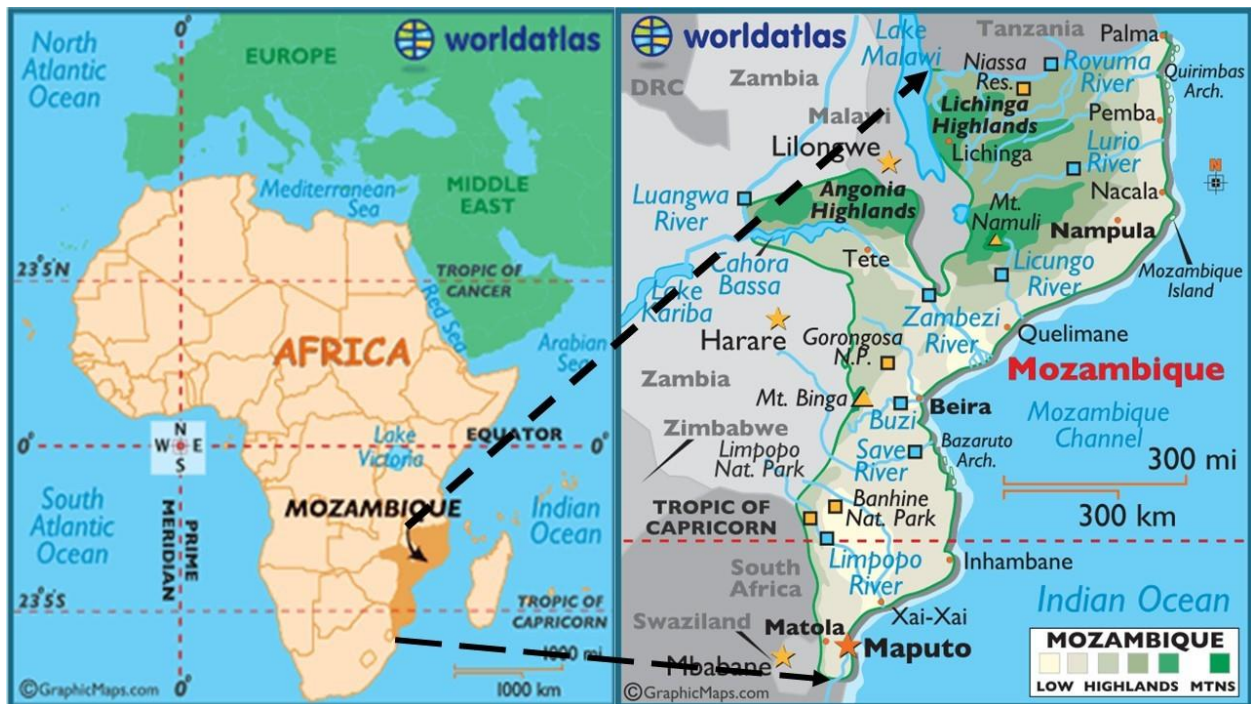 North
Atlantic
Ocean
0°
EUROPE
worldatlas
Mediterranean
Sea
MIDDLE
EAST
23°5'N
TROPIC OF
CANCER
Red Sea
Arabian
Sea
AFRICA
0°
N
W E
S
Lake
Victoria
EQUATOR
0°
South
Atlantic
Ocean
PRIME
MERIDIAN
MOZAMBIQUE
Indian
Ocean
23°5'S
TROPIC OF
CAPRICORN
1000 mi
1000 km
©GraphicMaps.com
0°
worldatlas
Lake
Malawi
Tanzania
Palma
DRC
Zambia
Niassa
Res.
Rovuma
River
Quirimbas
Arch.
Malawi
Lichinga
Highlands
Pemba
Lilongwe
Lichinga
Lurio
River
N
Luangwa
River
Angonia
Highlands
Mt.
Namuli
Nacala
Nampula
Cahora
Bassa
Tete
Licungo
River
Mozambique
Island
Lake
Kariba
Harare
Zambezi
River
Quelimane
Gorongosa
N.P.
Mozambique
Zambia
Mt. Binga
Beira
Buzi
Mozambique
Channel
Zimbabwe
Limpopo
Nat. Park
Save
River
Bazaruto
Arch.
300 mi
300 km
TROPIC OF
CAPRICORN
Banhine
Nat. Park
South
Africa
Limpopo
River
Inhambane
Indian Ocean
Swaziland
Xai-Xai
Matola
Maputo
Mbabane
©GraphicMaps.com
MOZAMBIQUE
LOW HIGHLANDS MTNS